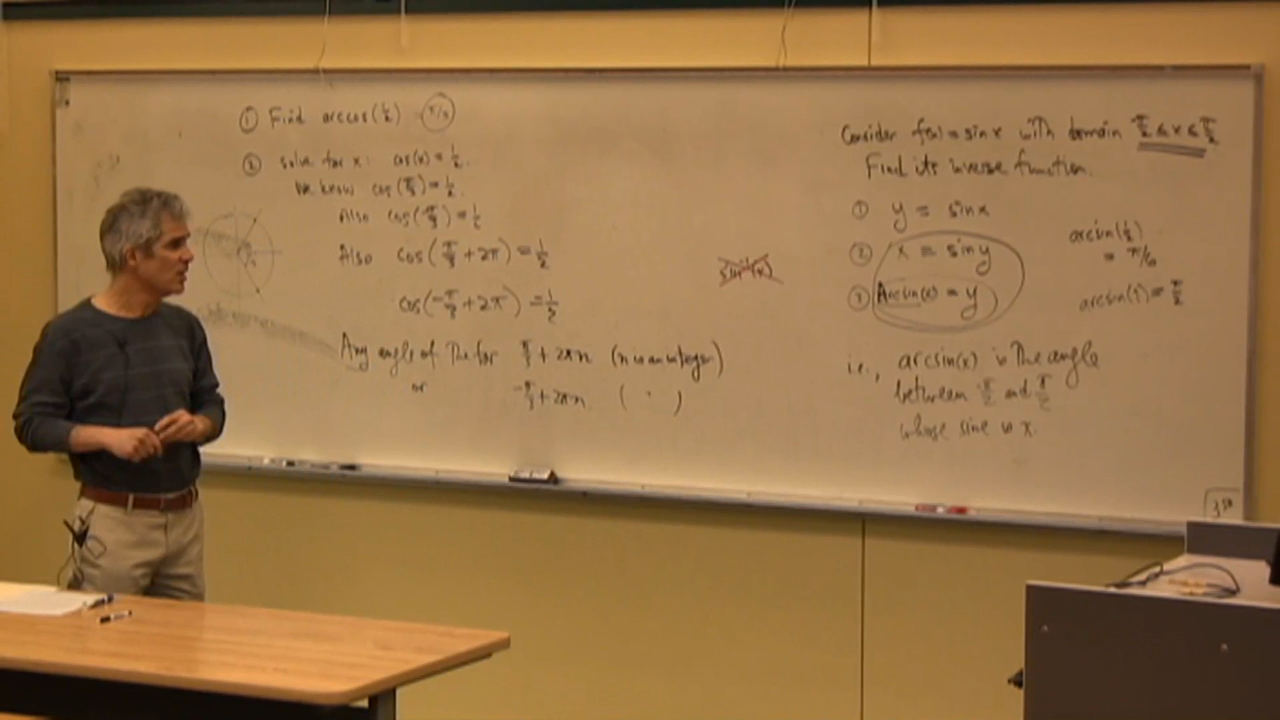 ① Find arccos(1/2) π/3
② solve for x: cos(x) = 1/2.
We know cos(π/3) = 1/2.
Also cos(-π/3) = 1/2
Also cos(π/3 + 2π) = 1/2
cos(-π/3 + 2π) = 1/2
Any angle of the for π/3 + 2πn (n is an integer)
or -π/3 + 2πn ( " )
sin⁻¹(x)
Consider f(x) = sin x with domain -π/2 ≤ x ≤ π/2
Find its inverse function.
① y = sin x
② x = sin y
③ Arcsin(x) = y
arcsin(1/2)
= π/6
arcsin(1) = π/2
i.e., arcsin(x) is the angle
between -π/2 and π/2
whose sine is x.